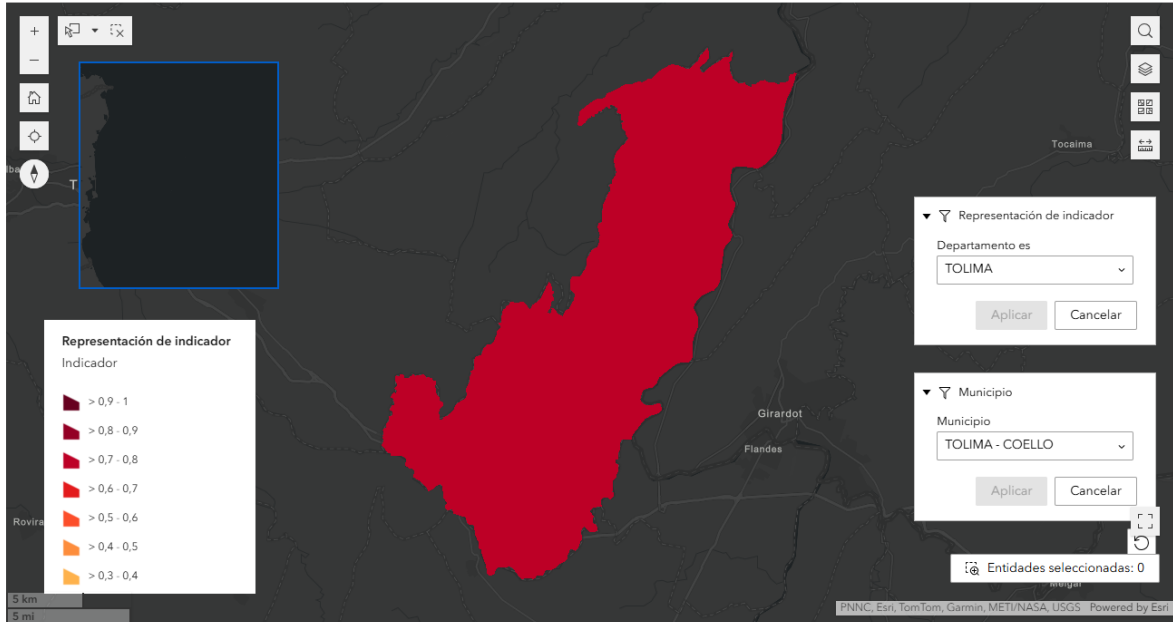 Tocaima
Alba
T
Representación de indicador
Departamento es
TOLIMA
Aplicar
Cancelar
Representación de indicador
Indicador
> 0,9 - 1
> 0,8 - 0,9
> 0,7 - 0,8
> 0,6 - 0,7
> 0,5 - 0,6
> 0,4 - 0,5
> 0,3 - 0,4
Municipio
Municipio
TOLIMA - COELLO
Aplicar
Cancelar
Girardot
Flandes
Rovira
Entidades seleccionadas: 0
Melgar
5 km
5 mi
PNNC, Esri, TomTom, Garmin, METI/NASA, USGS Powered by Esri